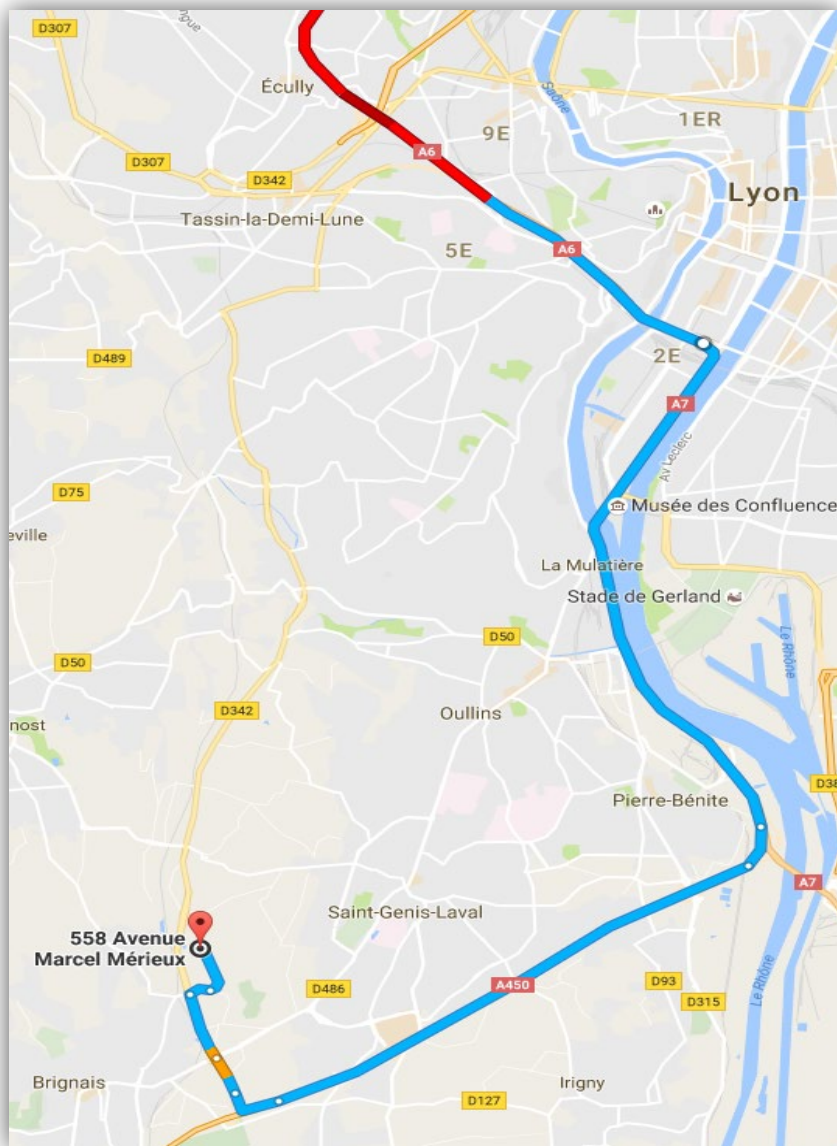 D307
Écully
Saône
1ER
9E
A6
D307
D342
Lyon
Tassin-la-Demi-Lune
5E
A6
2E
D489
A7
Av Leclerc
D75
Musée des Confluence
eville
La Mulatière
Stade de Gerland
Le Rhône
D50
D50
D342
Oullins
nost
D38
Pierre-Bénite
A7
Saint-Genis-Laval
558 Avenue
Marcel Mérieux
D486
A450
D93
D315
Le Rhône
Brignais
Irigny
D127